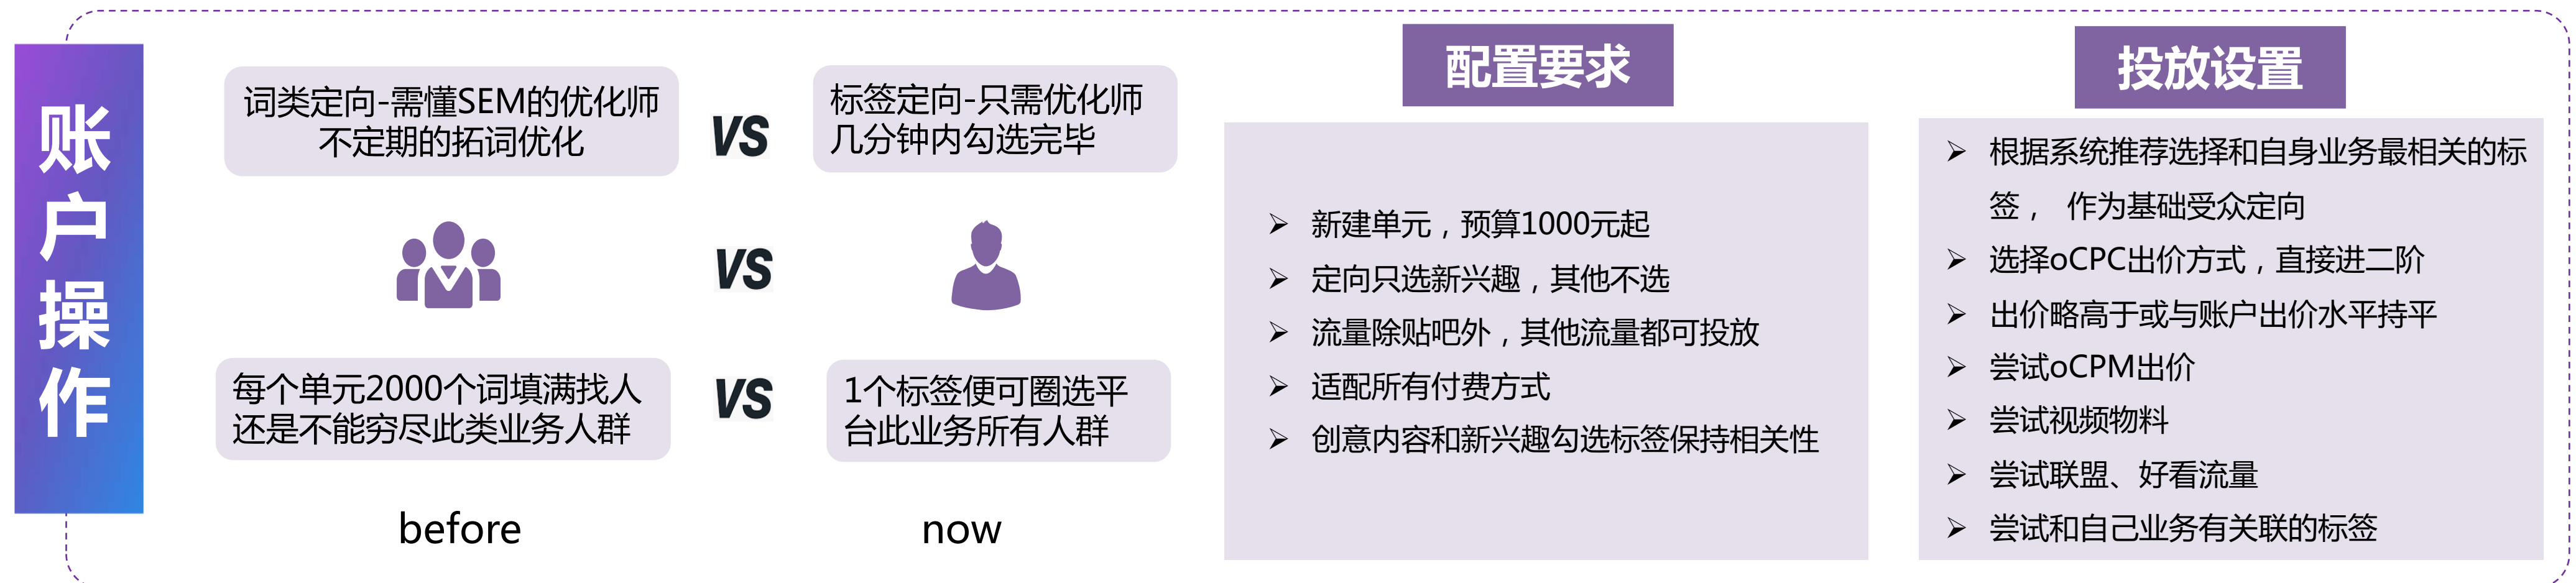 账户操作
词类定向-需懂SEM的优化师
不定期的拓词优化
VS
标签定向-只需优化师
几分钟内勾选完毕
VS
每个单元2000个词填满找人
还是不能穷尽此类业务人群
VS
1个标签便可圈选平
台此业务所有人群
before
now
配置要求
➢ 新建单元，预算1000元起
➢ 定向只选新兴趣，其他不选
➢ 流量除贴吧外，其他流量都可投放
➢ 适配所有付费方式
➢ 创意内容和新兴趣勾选标签保持相关性
投放设置
➢ 根据系统推荐选择和自身业务最相关的标
签， 作为基础受众定向
➢ 选择oCPC出价方式，直接进二阶
➢ 出价略高于或与账户出价水平持平
➢ 尝试oCPM出价
➢ 尝试视频物料
➢ 尝试联盟、好看流量
➢ 尝试和自己业务有关联的标签